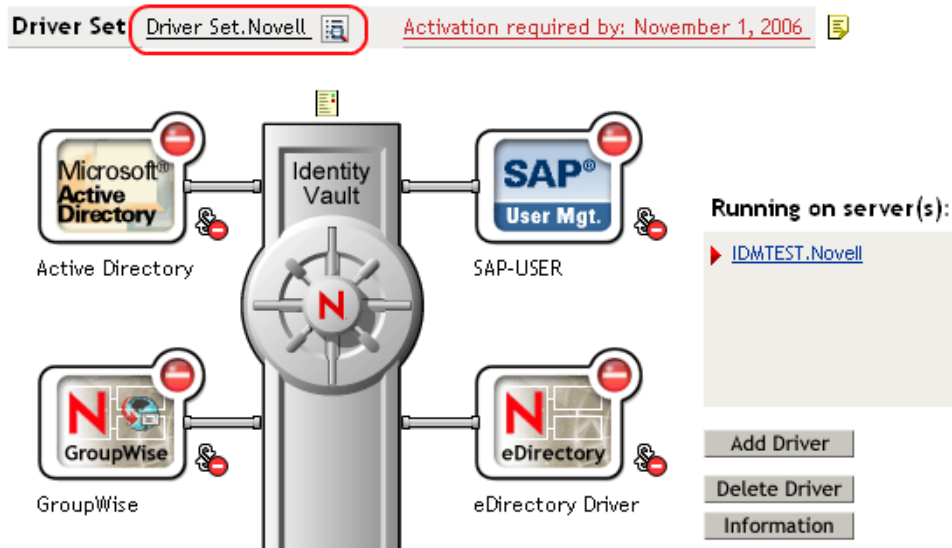 Driver Set Driver Set.Novell Activation required by: November 1, 2006
Microsoft®
Active
Directory
Active Directory
Identity
Vault
SAP®
User Mgt.
SAP-USER
Running on server(s):
IDMTEST.Novell
N
N
GroupWise
GroupWise
N
eDirectory
eDirectory Driver
Add Driver
Delete Driver
Information